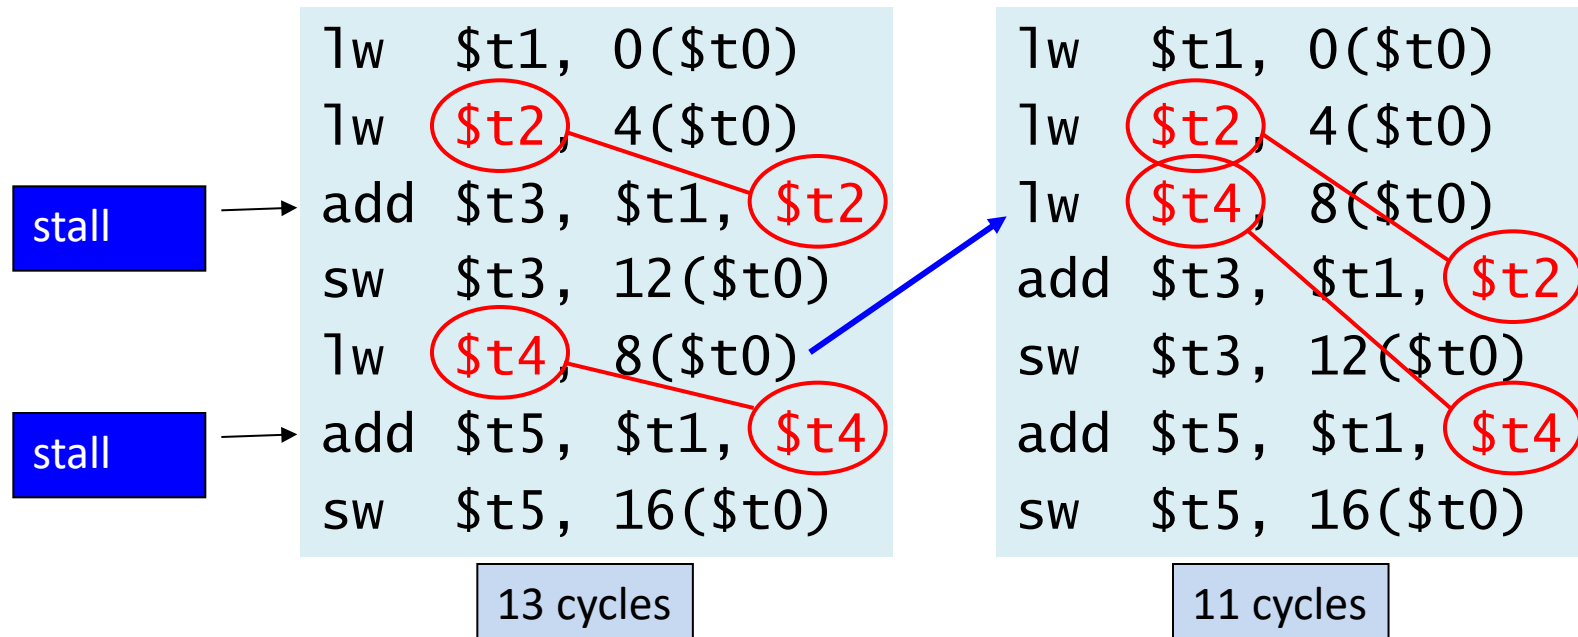 lw $t1, 0($t0)
lw $t2, 4($t0)
add $t3, $t1, $t2
sw $t3, 12($t0)
lw $t4, 8($t0)
add $t5, $t1, $t4
sw $t5, 16($t0)
stall
stall
13 cycles
lw $t1, 0($t0)
lw $t2, 4($t0)
lw $t4, 8($t0)
add $t3, $t1, $t2
sw $t3, 12($t0)
add $t5, $t1, $t4
sw $t5, 16($t0)
11 cycles